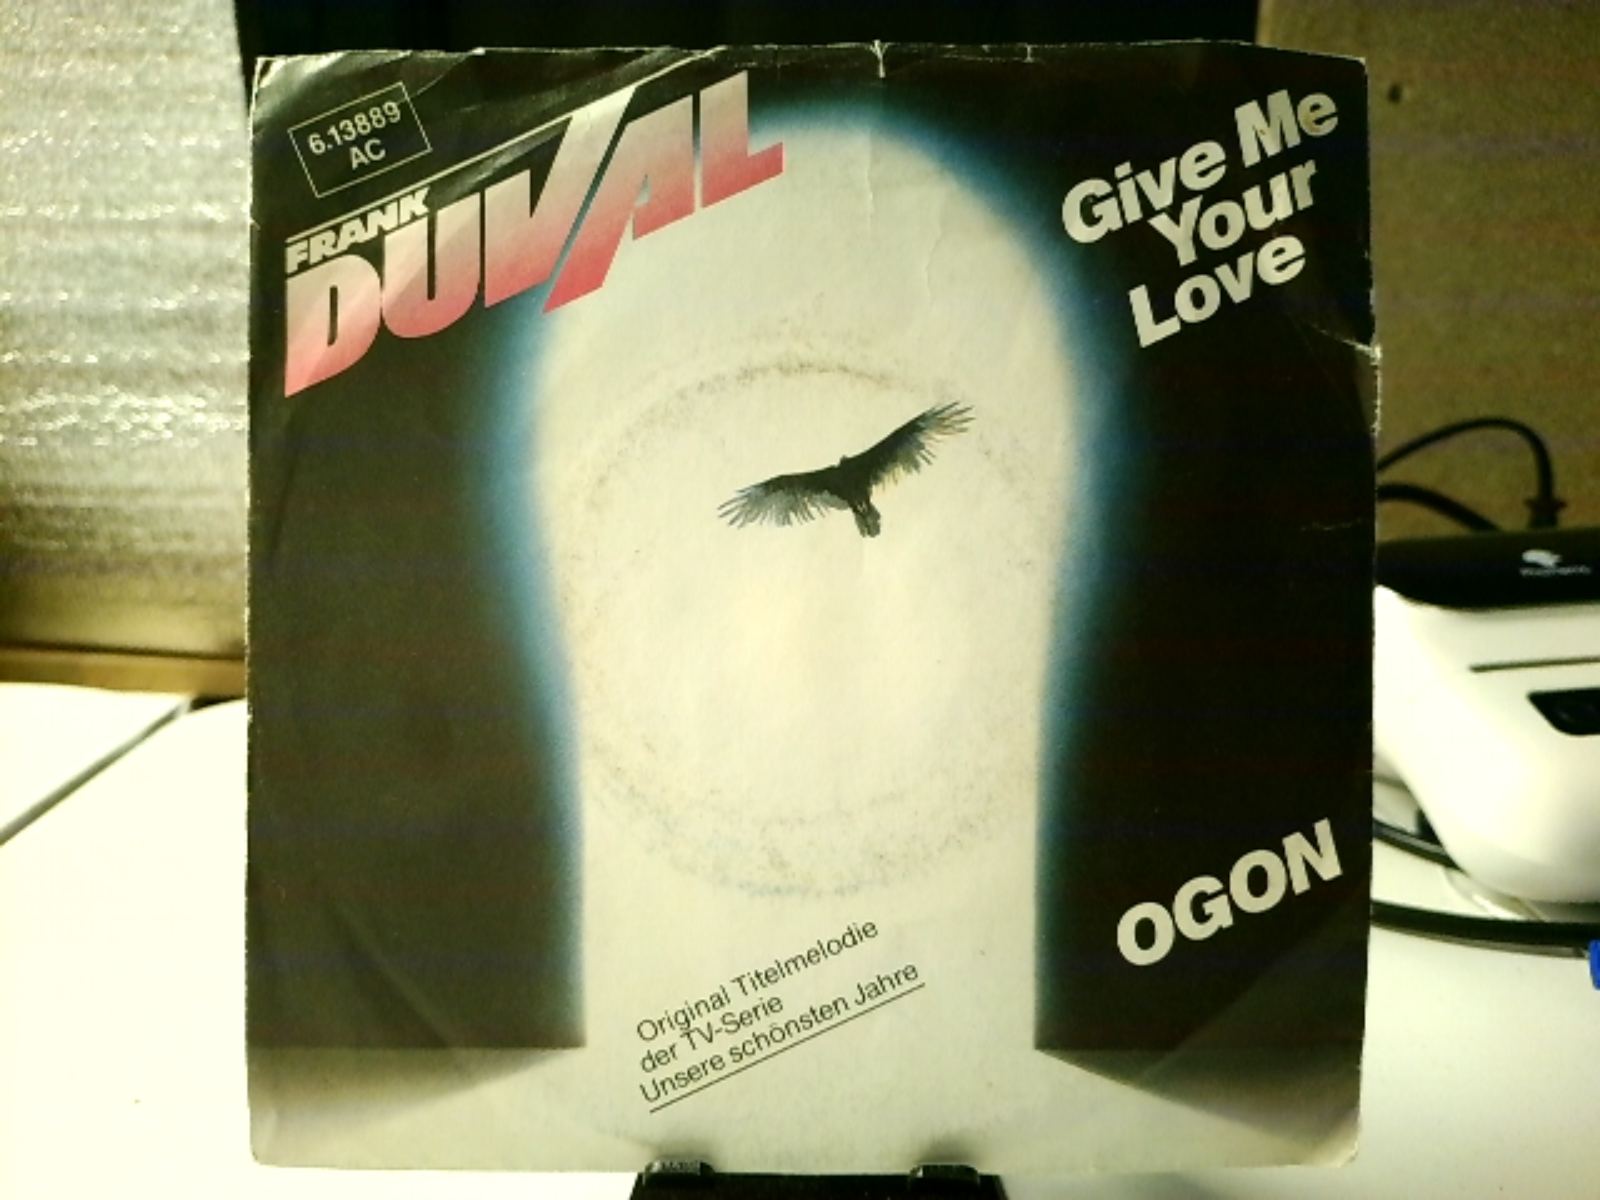 6.13889
AC
FRANK
DUVAL
Give Me
Your
Love
OGON
Original Titelmelodie
der TV-Serie
Unsere schönsten Jahre